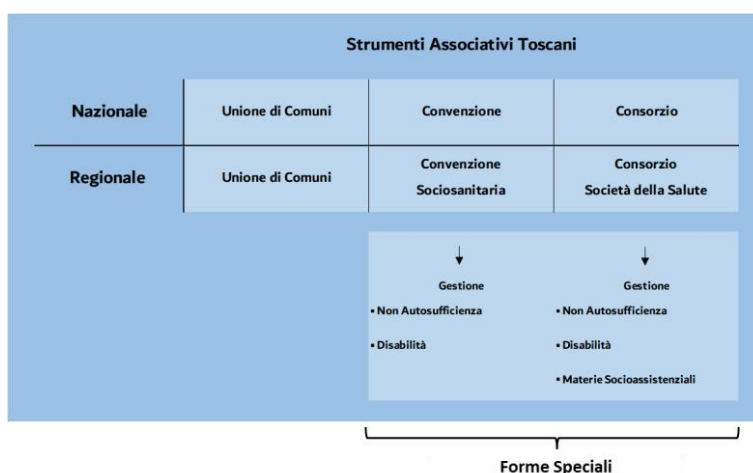 Strumenti Associativi Toscani
Nazionale
Unione di Comuni
Convenzione
Consorzio
Regionale
Unione di Comuni
Convenzione
Sociosanitaria
Consorzio
Società della Salute
Gestione
▪ Non Autosufficienza
▪ Disabilità
Gestione
▪ Non Autosufficienza
▪ Disabilità
▪ Materie Socioassistenziali
Forme Speciali